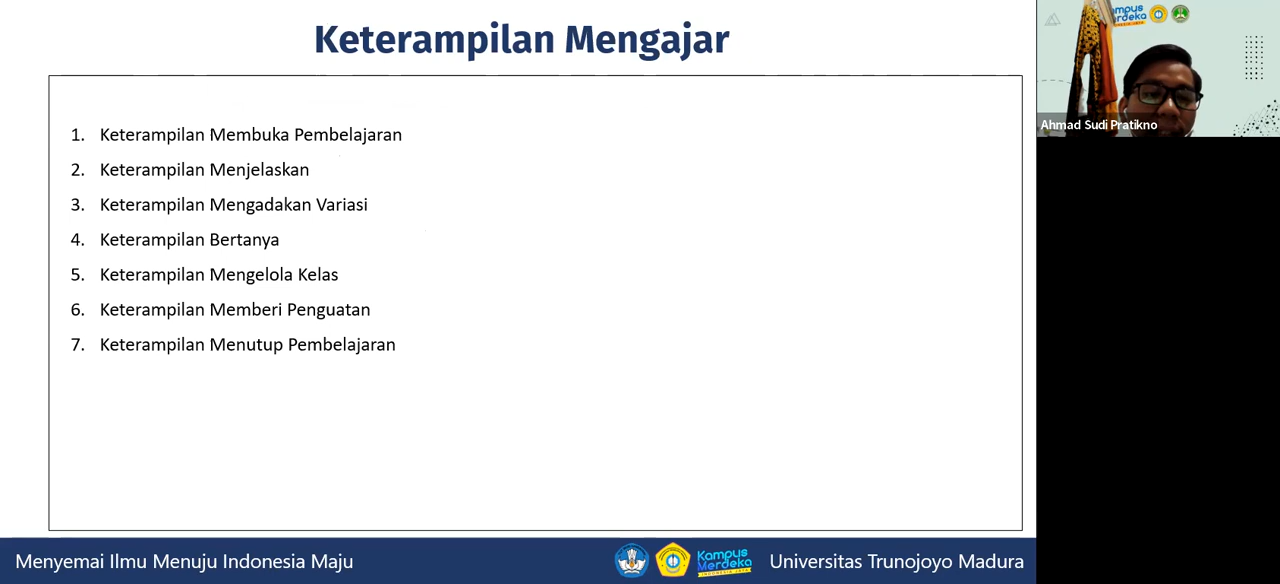 Keterampilan Mengajar
1. Keterampilan Membuka Pembelajaran
2. Keterampilan Menjelaskan
3. Keterampilan Mengadakan Variasi
4. Keterampilan Bertanya
5. Keterampilan Mengelola Kelas
6. Keterampilan Memberi Penguatan
7. Keterampilan Menutup Pembelajaran
Menyemai Ilmu Menuju Indonesia Maju
Kampus
Merdeka
INDONESIA JAYA
Universitas Trunojoyo Madura
Ahmad Sudi Pratikno